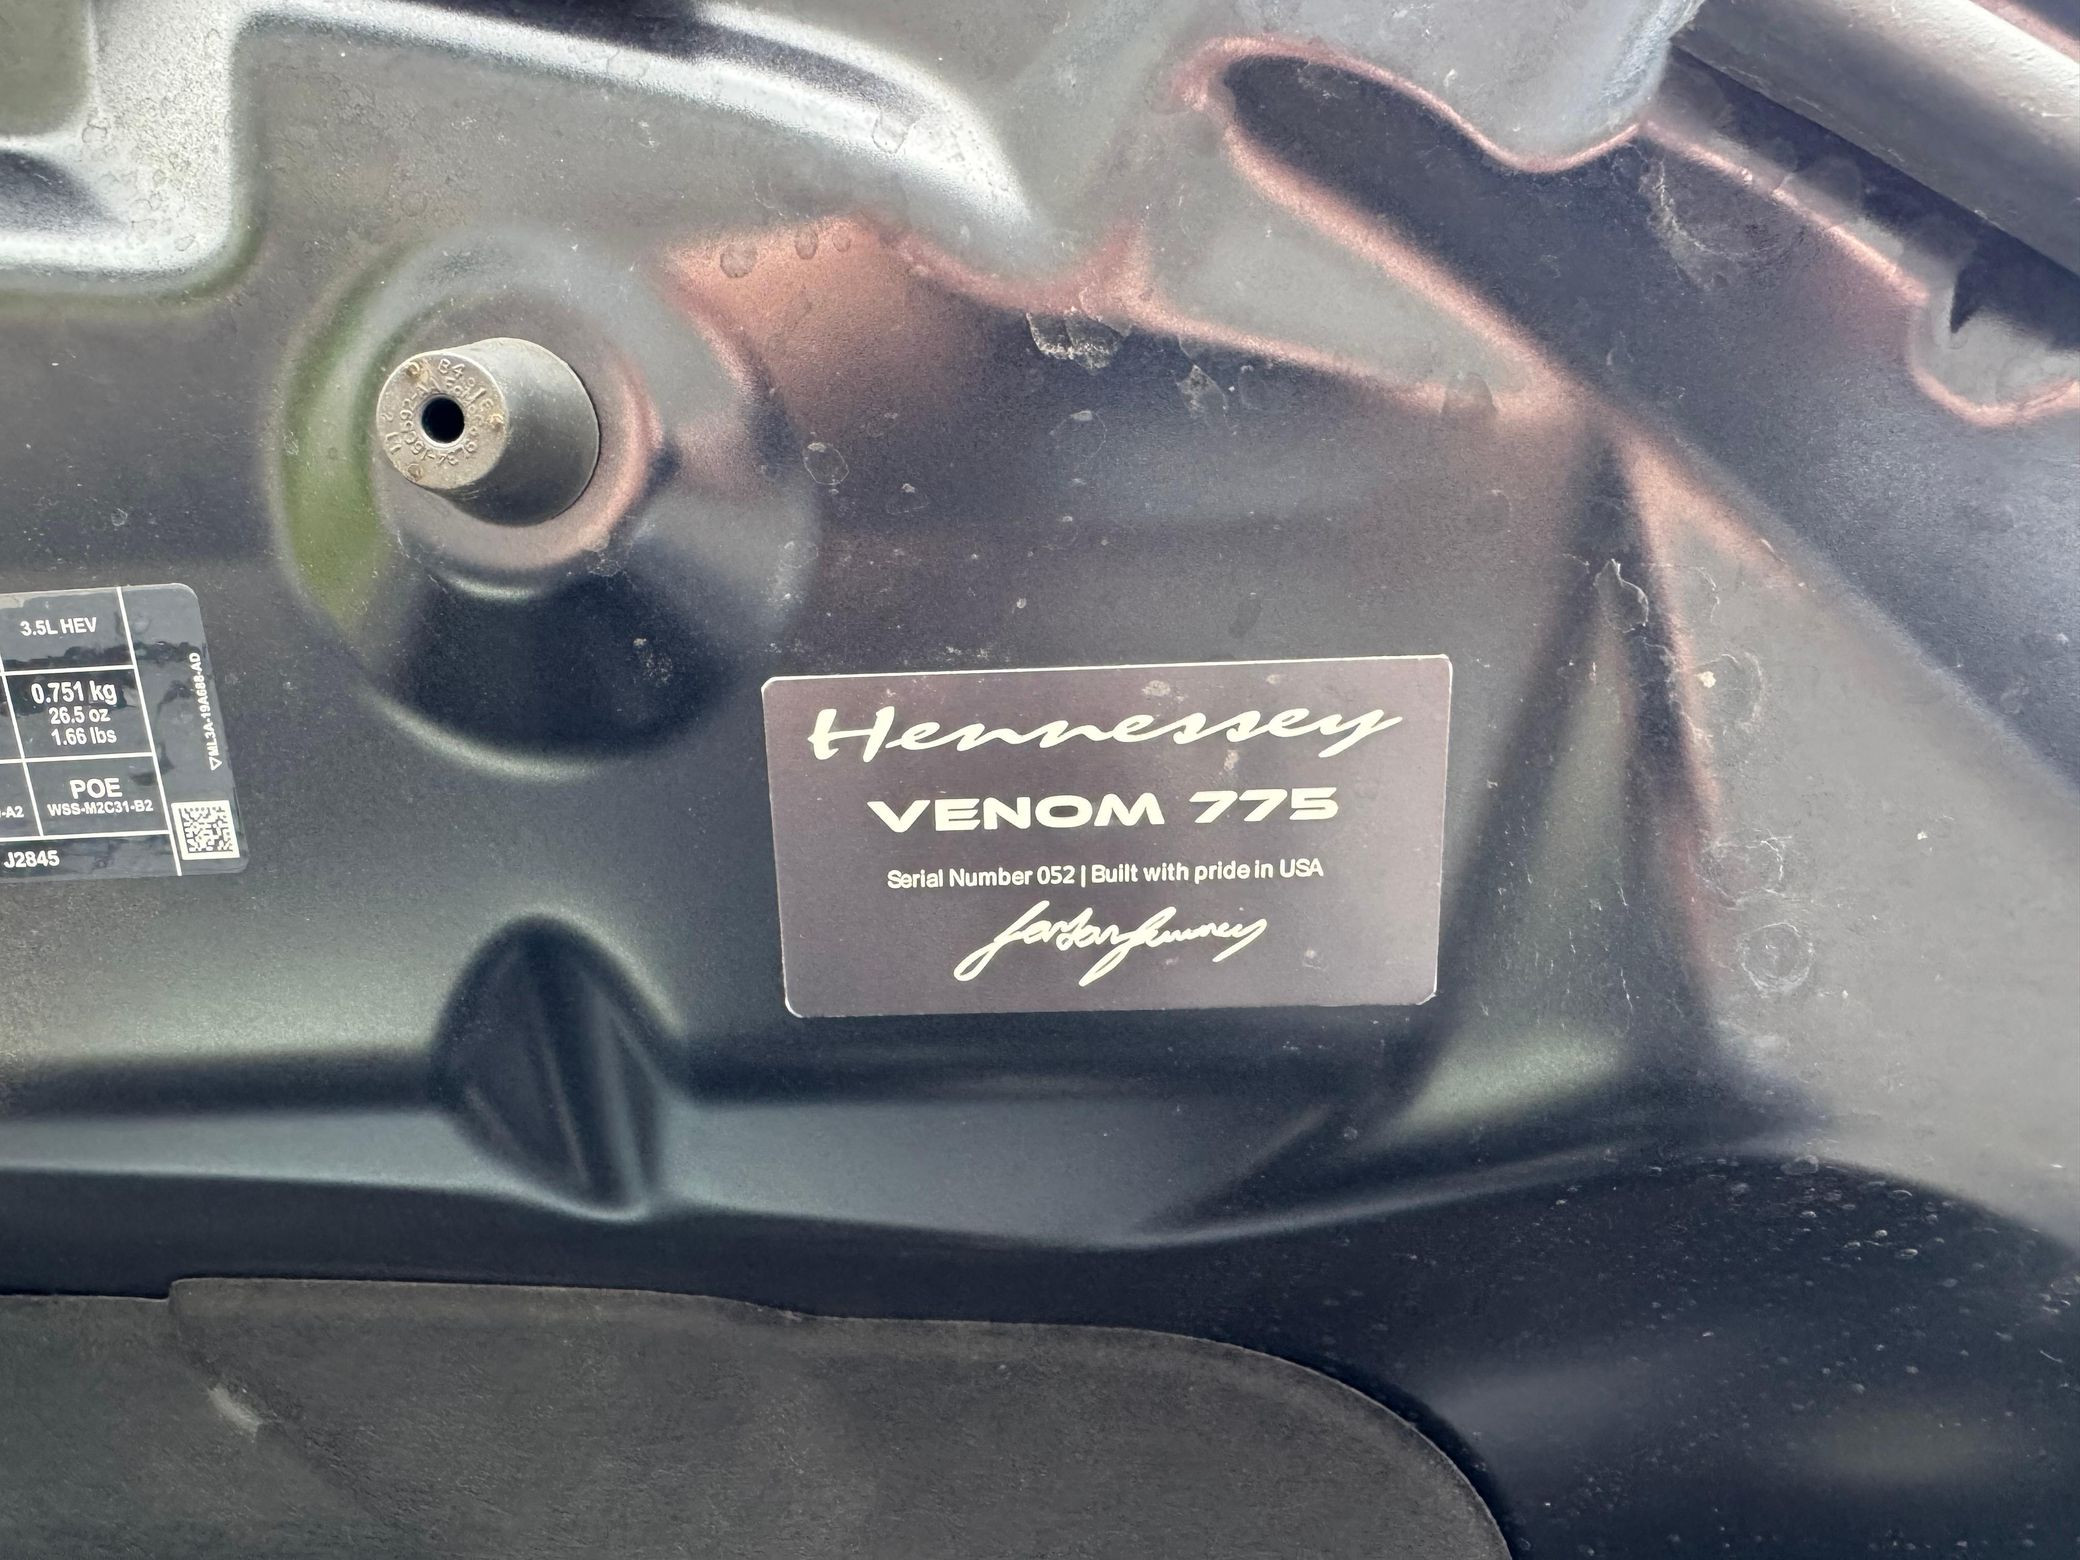 3.5L HEV
0.751 kg
26.5 oz
1.66 lbs
POE
-A2
WSS-M2C31-B2
J2845
ML3A-19A688-AD
Hennessey
VENOM 775
Serial Number 052 | Built with pride in USA